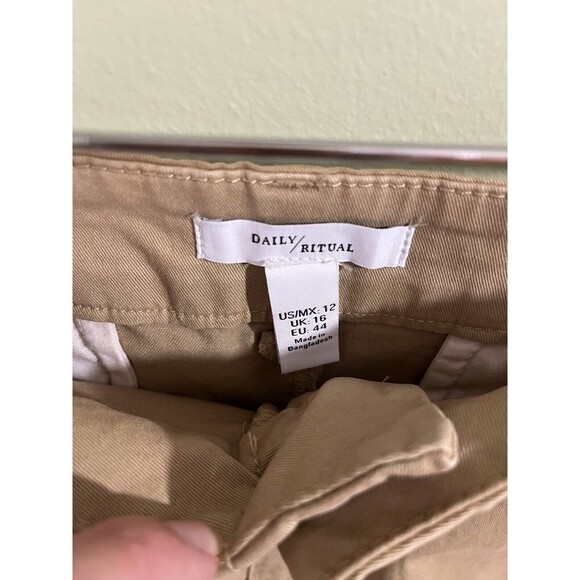 DAILY/RITUAL
US/MX: 12
UK: 16
EU: 44
Made in
Bangladesh